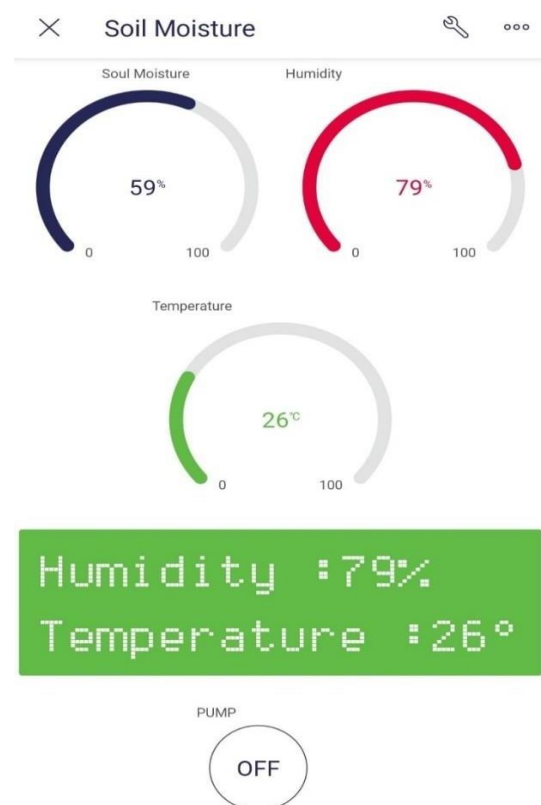 Soil Moisture
Soul Moisture
Humidity
59%
79%
0
100
0
100
Temperature
26°C
0
100
Humidity :79%
Temperature :26°
PUMP
OFF